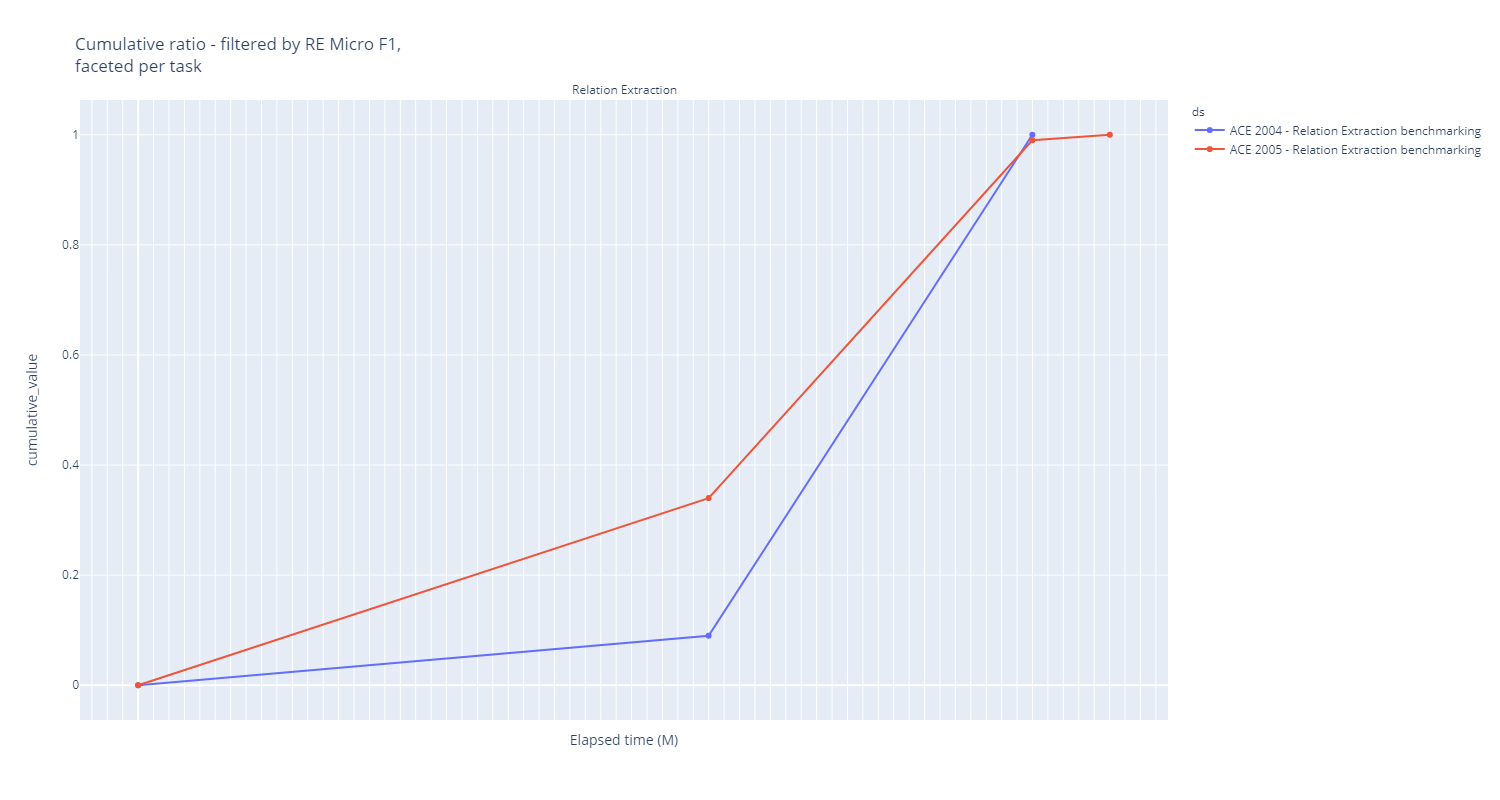 Cumulative ratio - filtered by RE Micro F1,
faceted per task
Relation Extraction
ds
ACE 2004 - Relation Extraction benchmarking
ACE 2005 - Relation Extraction benchmarking
1
0.8
0.6
0.4
0.2
0
cumulative_value
Elapsed time (M)